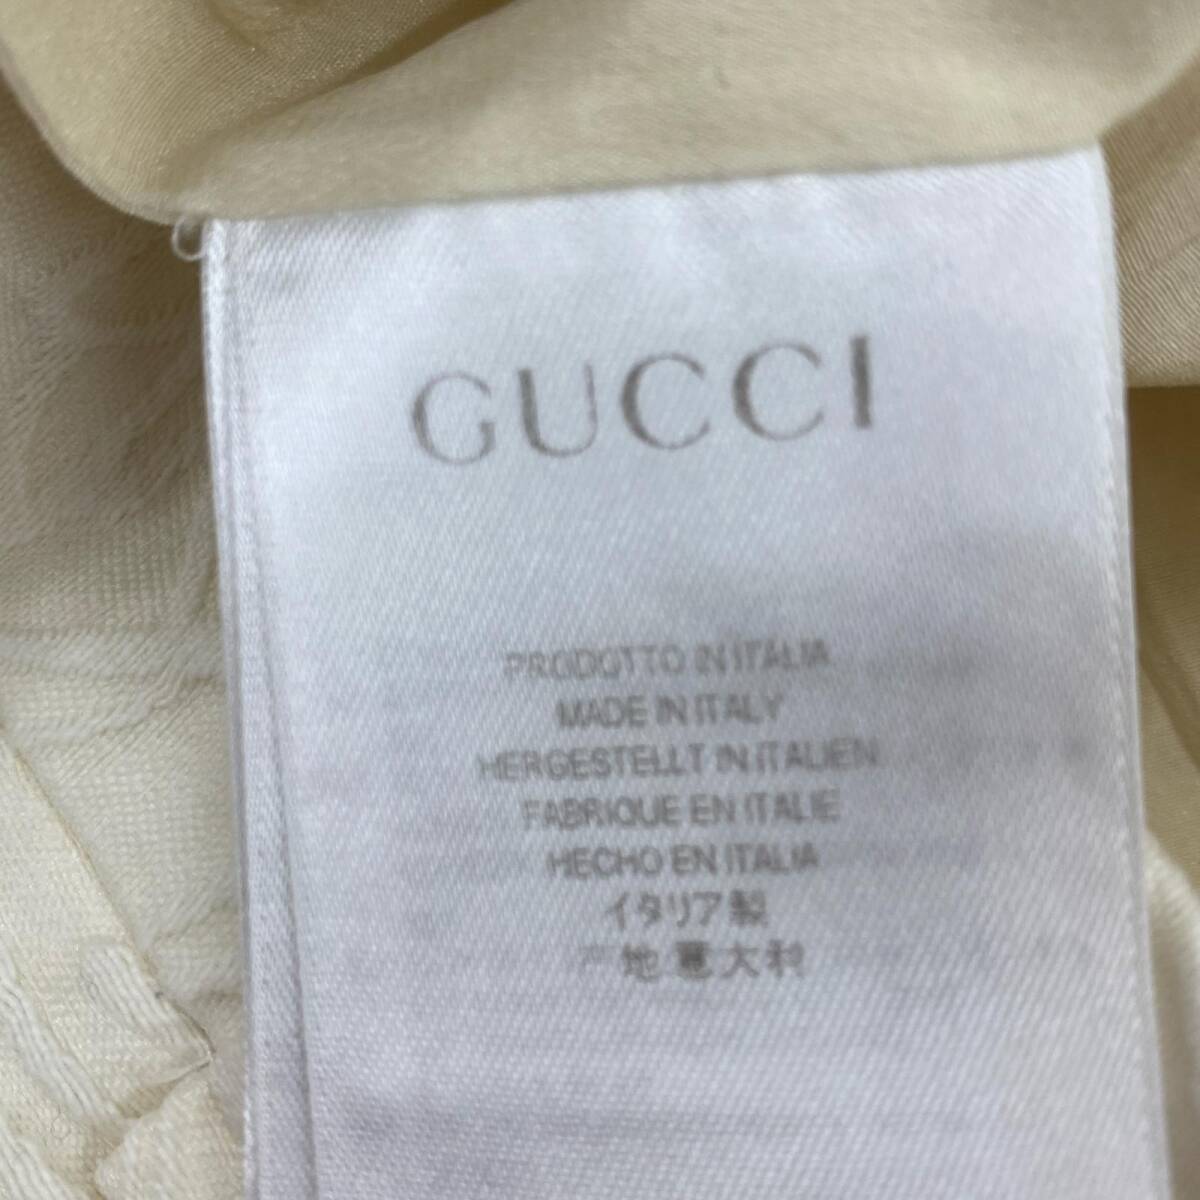 GUCCI
PRODOTTO IN ITALIA
MADE IN ITALY
HERGESTELLT IN ITALIEN
FABRIQUE EN ITALIE
HECHO EN ITALIA
イタリア製
产地意大利